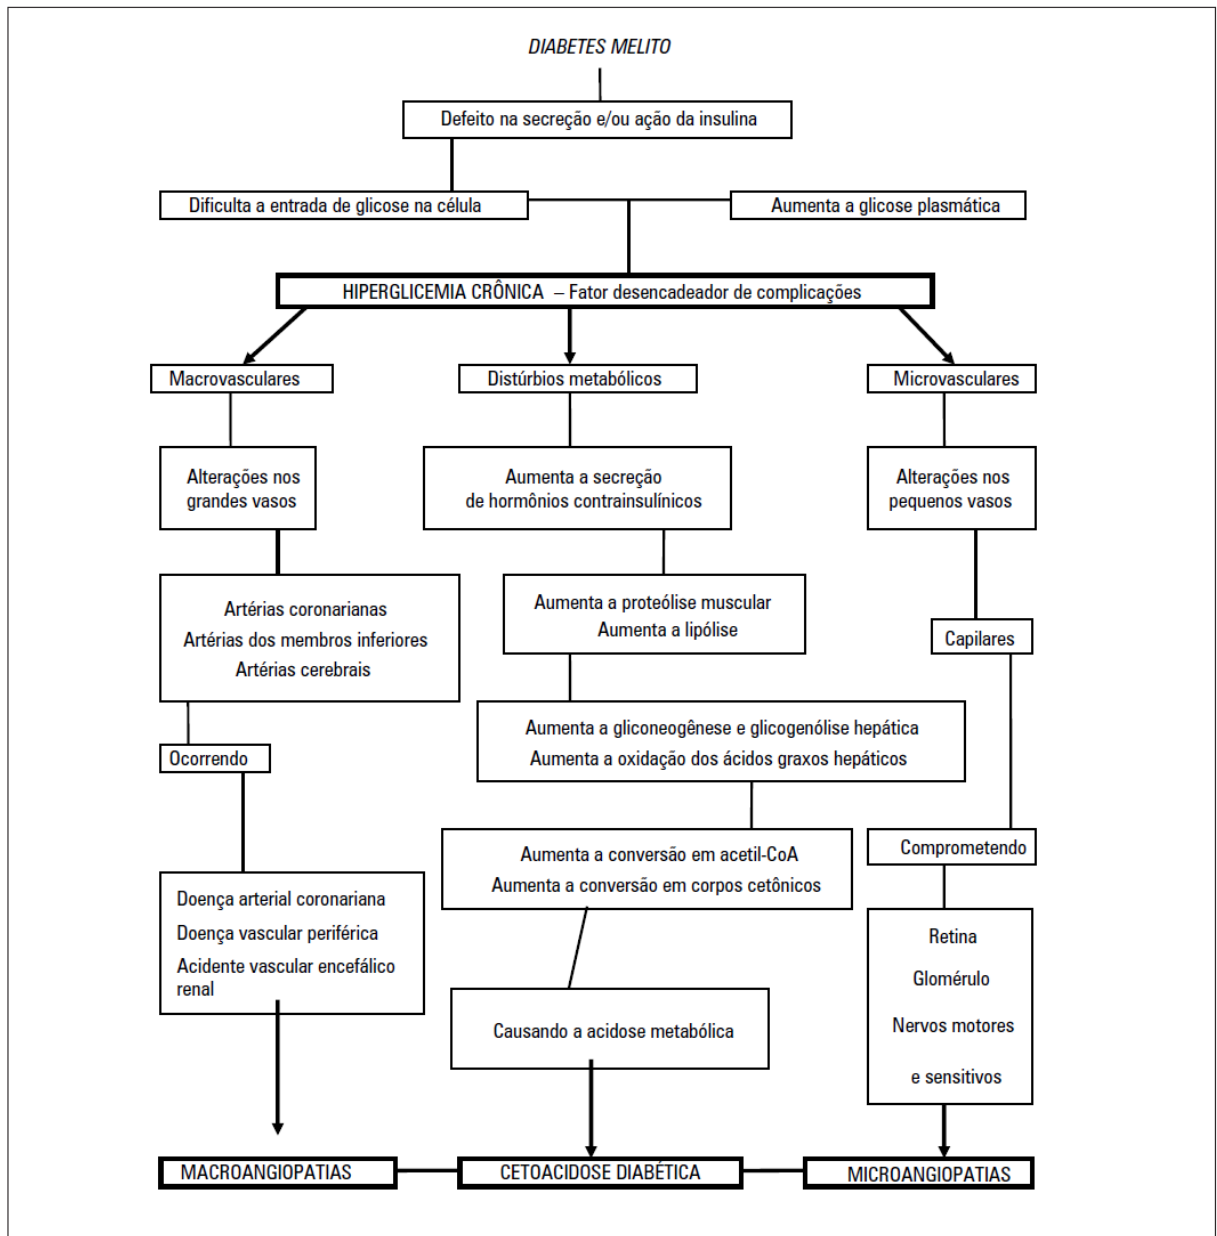 DIABETES MELITO
Defeito na secreção e/ou ação da insulina
Dificulta a entrada de glicose na célula
Aumenta a glicose plasmática
HIPERGLICEMIA CRÔNICA – Fator desencadeador de complicações
Macrovasculares
Distúrbios metabólicos
Microvasculares
Alterações nos
grandes vasos
Aumenta a secreção
de hormônios contrainsulínicos
Alterações nos
pequenos vasos
Artérias coronarianas
Artérias dos membros inferiores
Artérias cerebrais
Aumenta a proteólise muscular
Aumenta a lipólise
Capilares
Ocorrendo
Aumenta a gliconeogênese e glicogenólise hepática
Aumenta a oxidação dos ácidos graxos hepáticos
Aumenta a conversão em acetil-CoA
Aumenta a conversão em corpos cetônicos
Comprometendo
Doença arterial coronariana
Doença vascular periférica
Acidente vascular encefálico
renal
Causando a acidose metabólica
Retina
Glomérulo
Nervos motores
e sensitivos
MACROANGIOPATIAS
CETOACIDOSE DIABÉTICA
MICROANGIOPATIAS